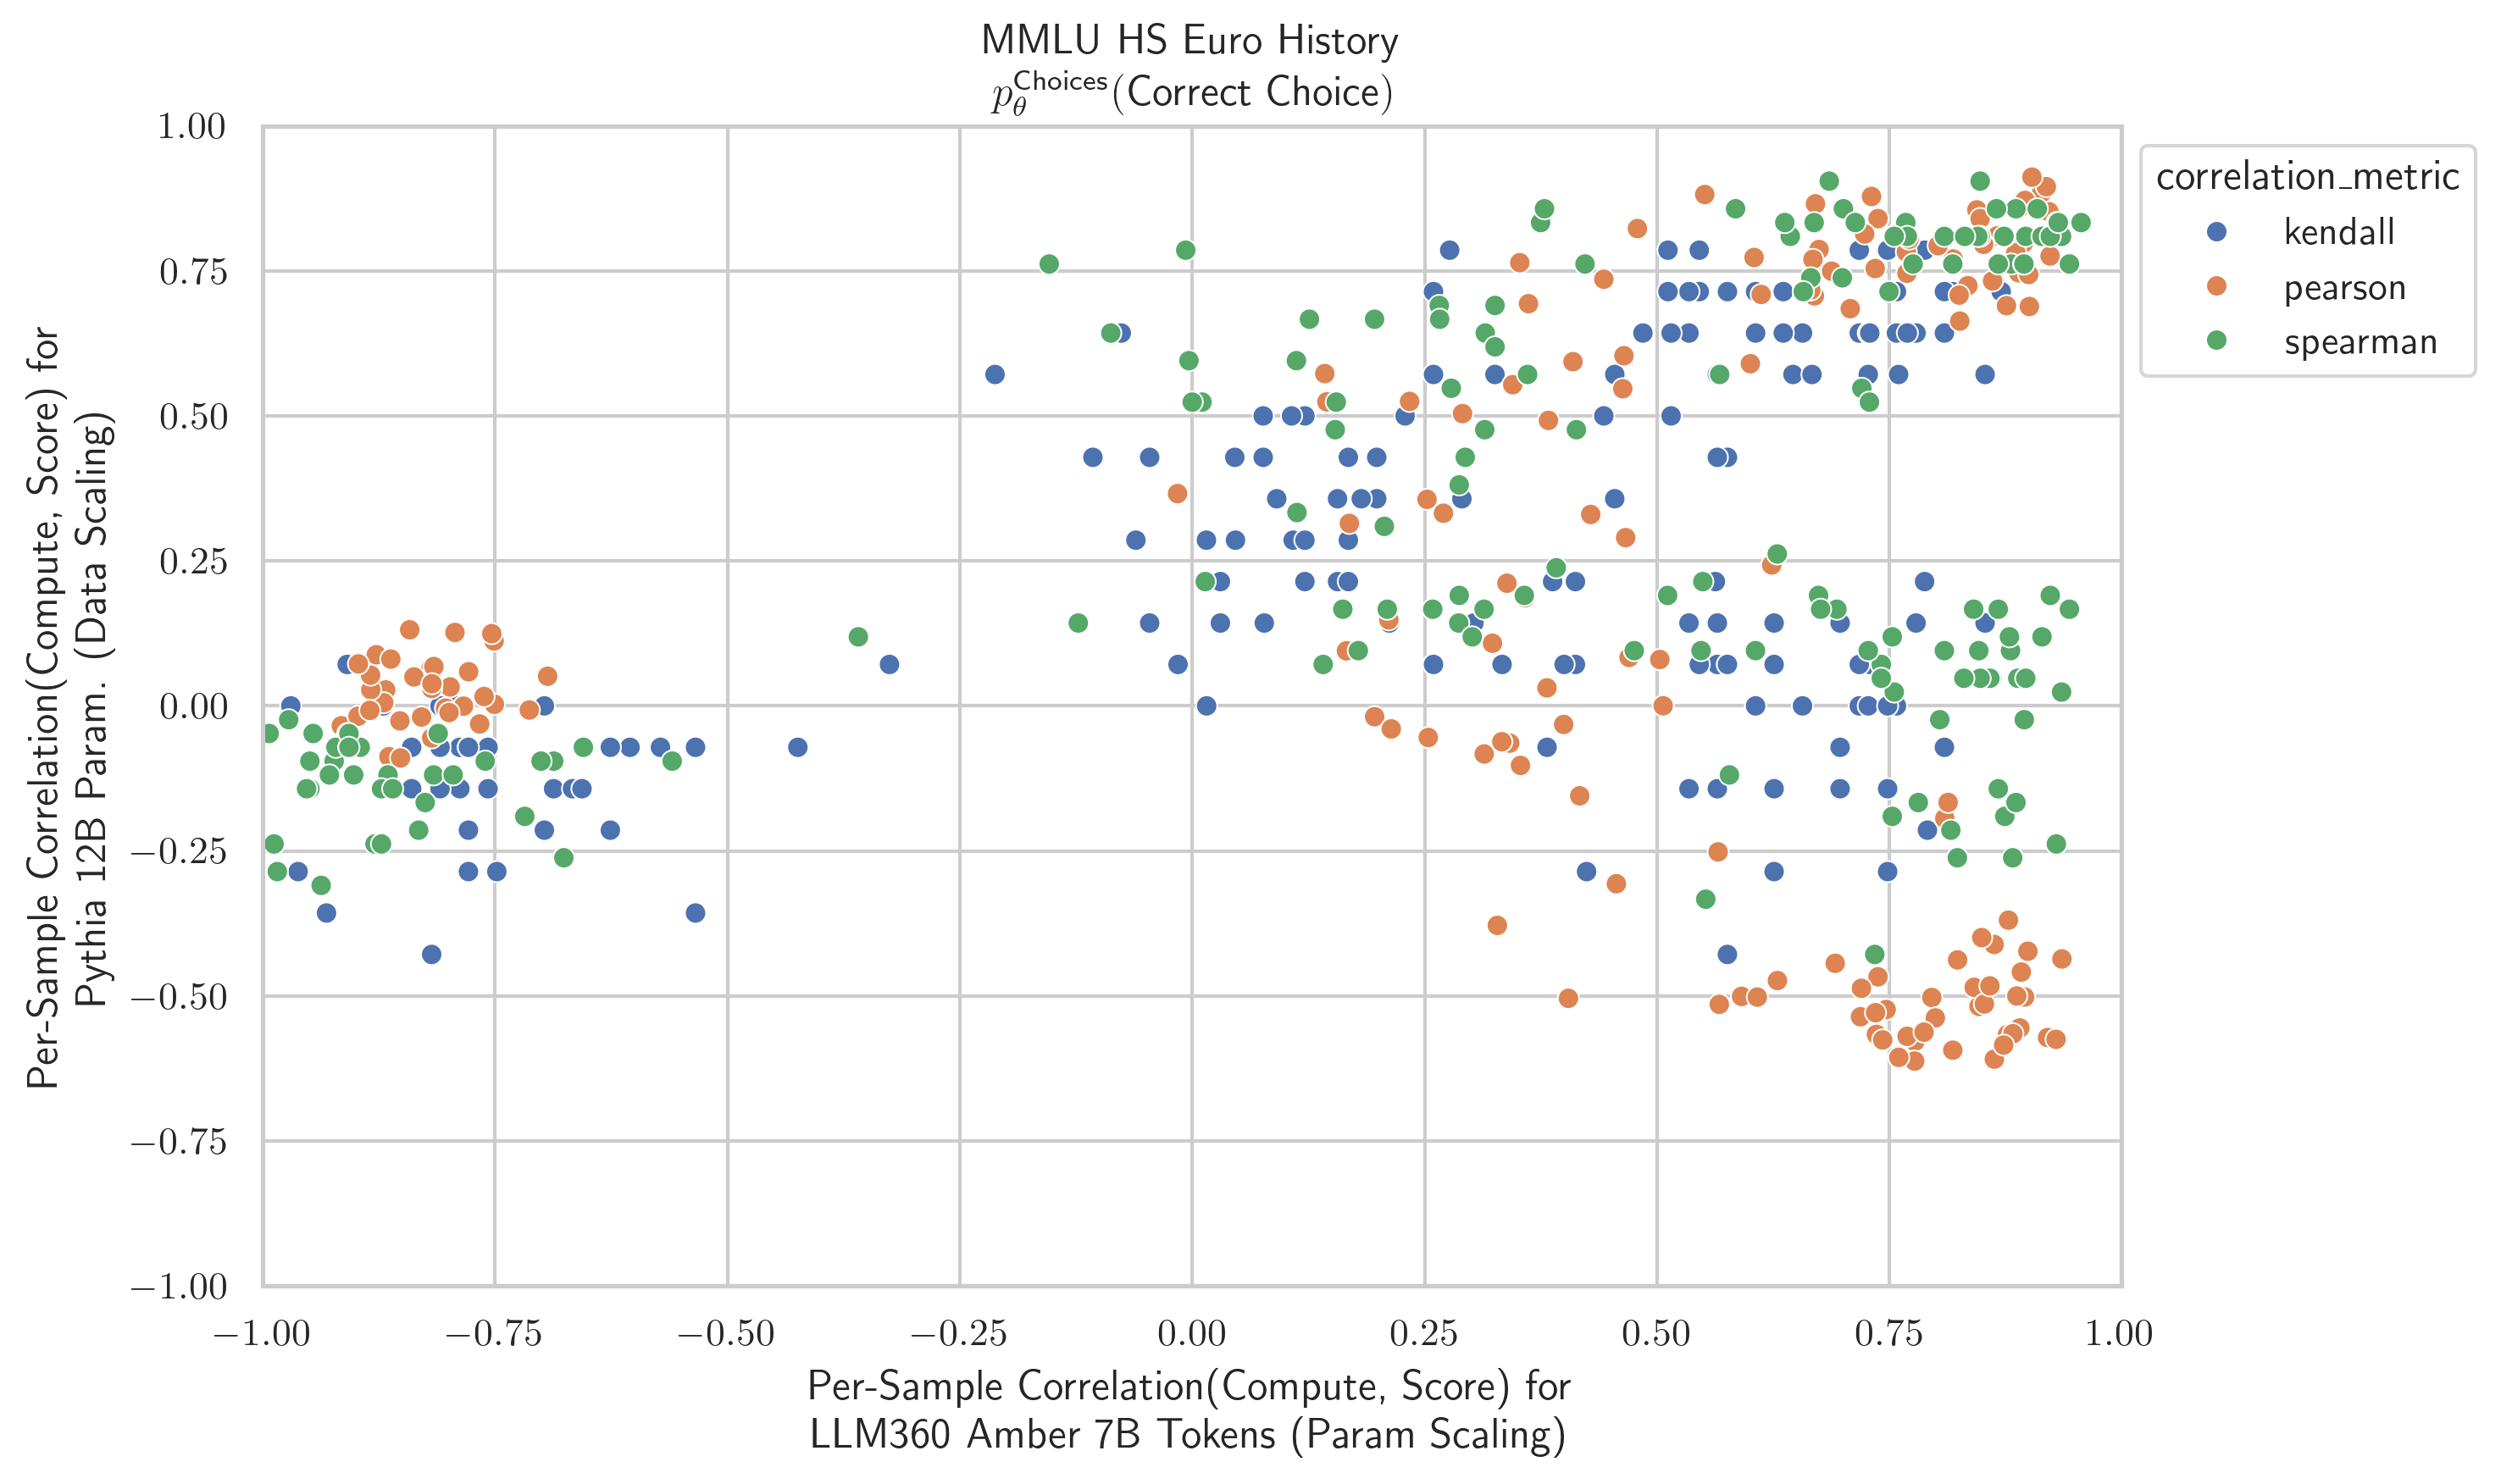 MMLU HS Euro History
p_θ^Choices(Correct Choice)
Per-Sample Correlation(Compute, Score) for
Pythia 12B Param. (Data Scaling)
1.00
0.75
0.50
0.25
0.00
−0.25
−0.50
−0.75
−1.00
−1.00 −0.75 −0.50 −0.25 0.00 0.25 0.50 0.75 1.00
Per-Sample Correlation(Compute, Score) for
LLM360 Amber 7B Tokens (Param Scaling)
correlation_metric
kendall
pearson
spearman